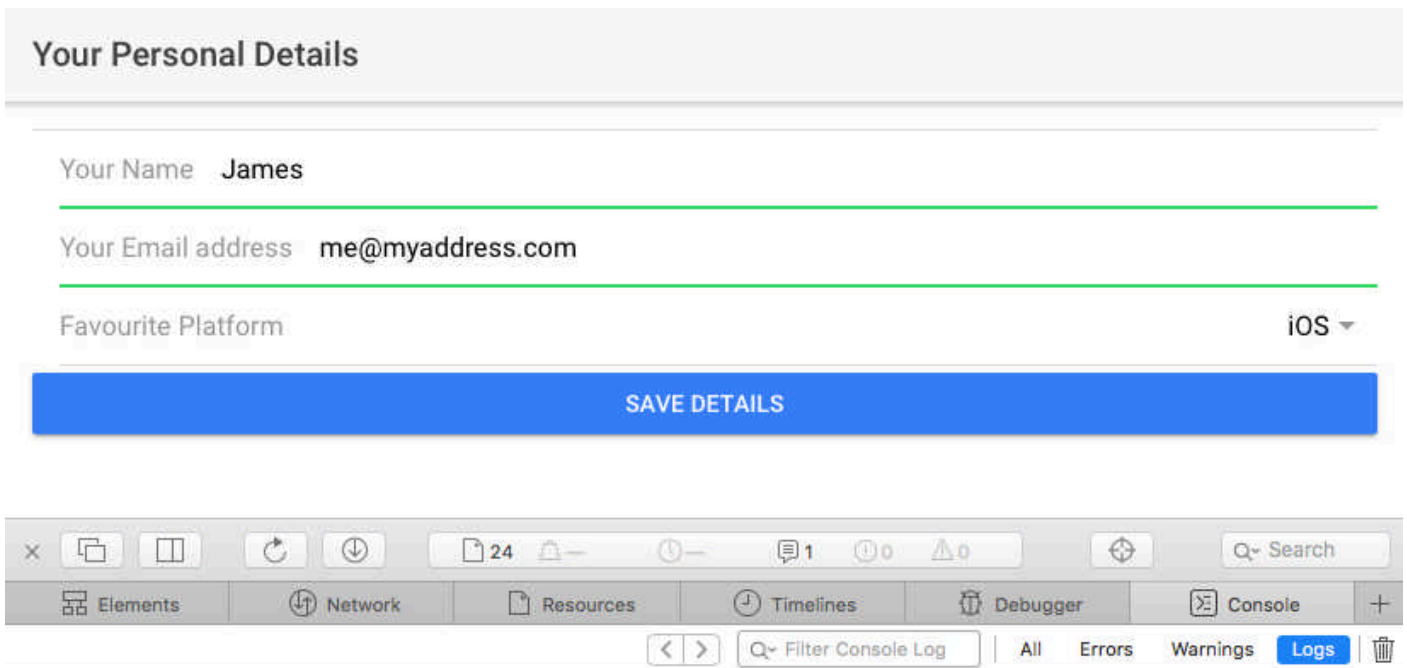 Your Personal Details
Your Name James
Your Email address me@myaddress.com
Favourite Platform iOS
SAVE DETAILS
24 — — 1 0 0 Search
Elements Network Resources Timelines Debugger Console +
Filter Console Log All Errors Warnings Logs